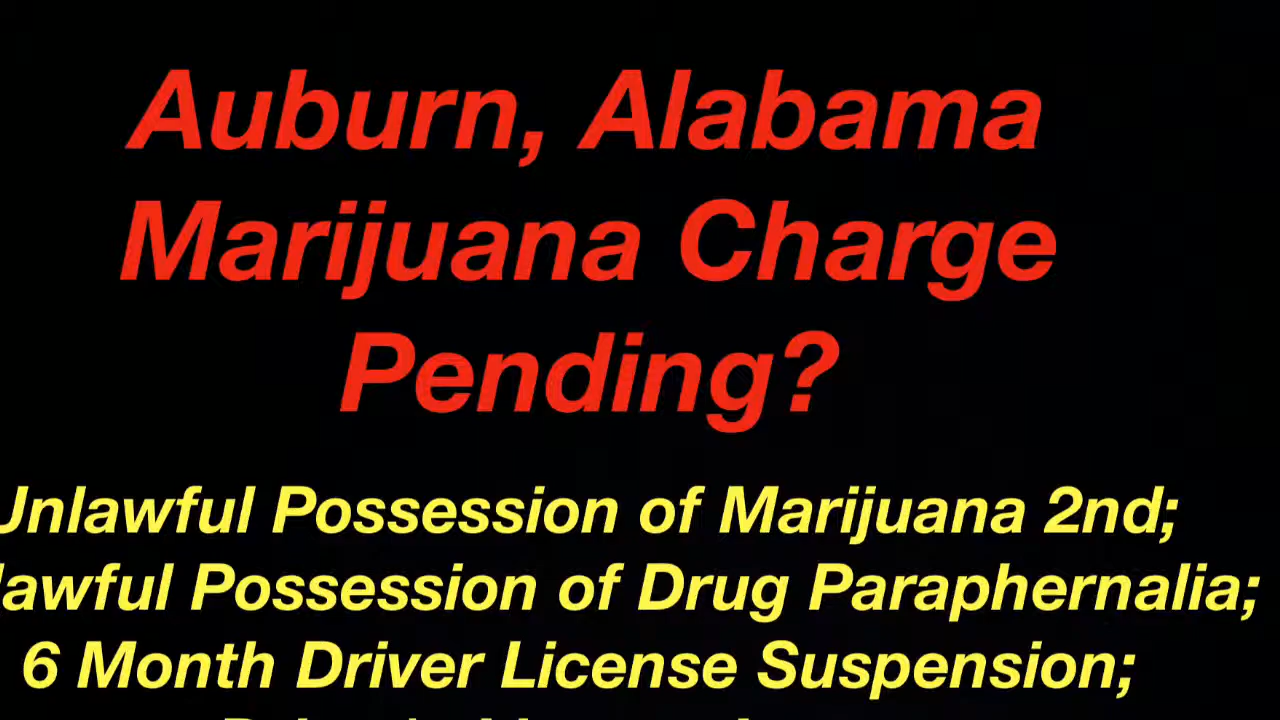 Auburn, Alabama
Marijuana Charge
Pending?
Unlawful Possession of Marijuana 2nd;
lawful Possession of Drug Paraphernalia;
6 Month Driver License Suspension;